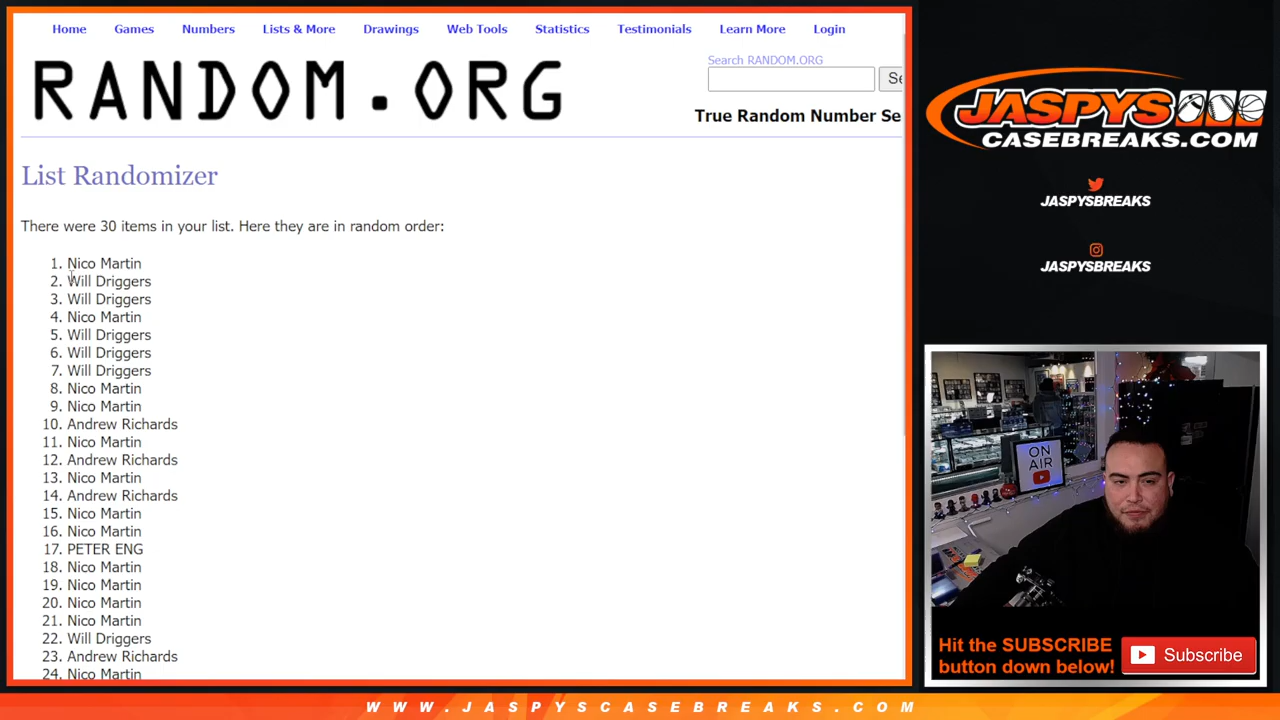 Home Games Numbers Lists & More Drawings Web Tools Statistics Testimonials Learn More Login
RANDOM.ORG
Search RANDOM.ORG
Se
True Random Number Se
List Randomizer
There were 30 items in your list. Here they are in random order:
1. Nico Martin
2. Will Driggers
3. Will Driggers
4. Nico Martin
5. Will Driggers
6. Will Driggers
7. Will Driggers
8. Nico Martin
9. Nico Martin
10. Andrew Richards
11. Nico Martin
12. Andrew Richards
13. Nico Martin
14. Andrew Richards
15. Nico Martin
16. Nico Martin
17. PETER ENG
18. Nico Martin
19. Nico Martin
20. Nico Martin
21. Nico Martin
22. Will Driggers
23. Andrew Richards
24. Nico Martin
JASPYS
CASEBREAKS.COM
JASPYSBREAKS
JASPYSBREAKS
ON
AIR
Hit the SUBSCRIBE
button down below!
Subscribe
WWW.JASPYSCASEBREAKS.COM